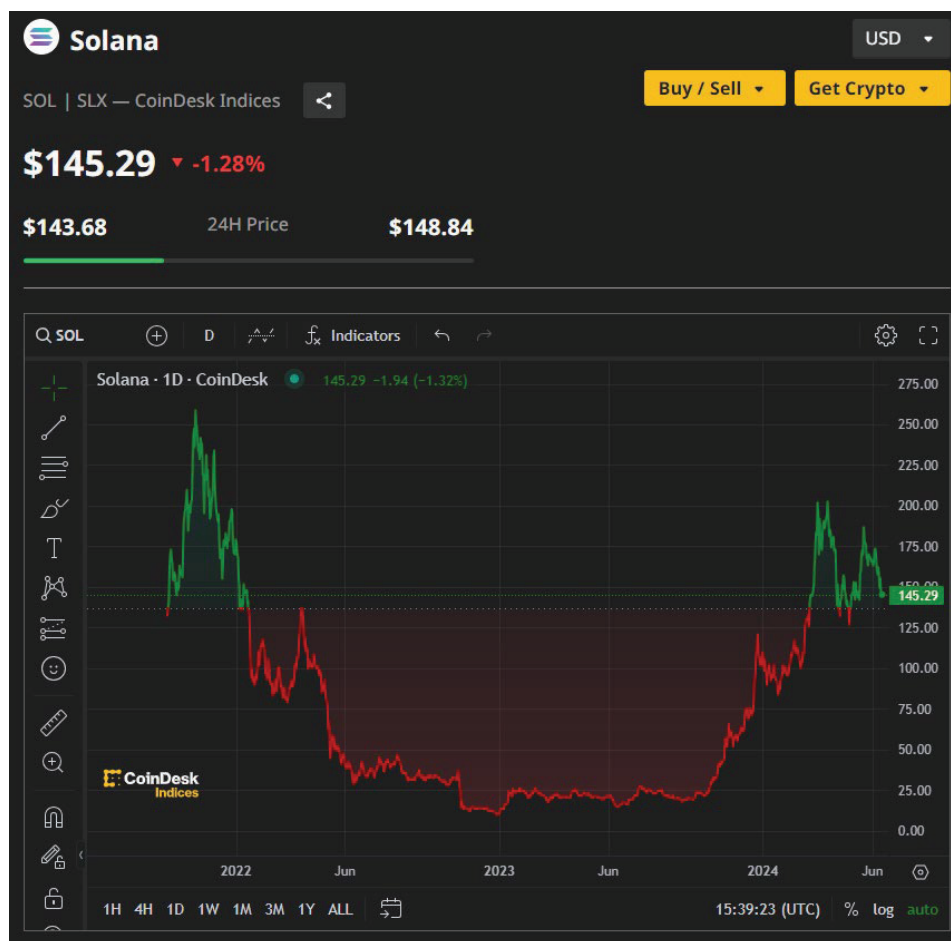 Solana
USD
SOL | SLX — CoinDesk Indices
Buy / Sell
Get Crypto
$145.29 ▼ -1.28%
$143.68 24H Price $148.84
SOL
D
Indicators
Solana · 1D · CoinDesk 145.29 −1.94 (−1.32%)
275.00
250.00
225.00
200.00
175.00
150.00
145.29
125.00
100.00
75.00
50.00
25.00
0.00
CoinDesk
Indices
2022 Jun 2023 Jun 2024 Jun
1H 4H 1D 1W 1M 3M 1Y ALL 15:39:23 (UTC) % log auto